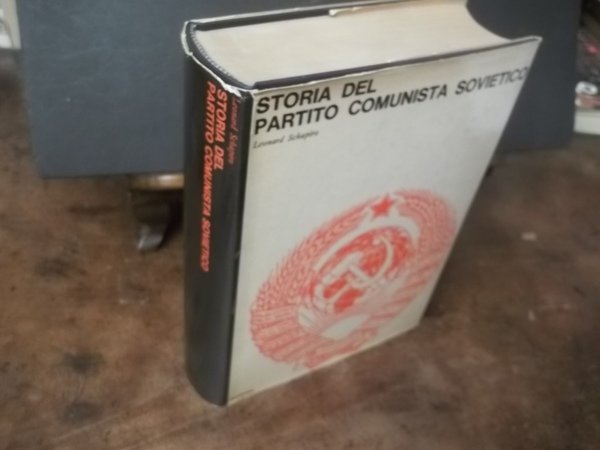 STORIA DEL
PARTITO COMUNISTA SOVIETICO
Leonard Schapiro
Leonard Schapiro
STORIA DEL
PARTITO COMUNISTA SOVIETICO